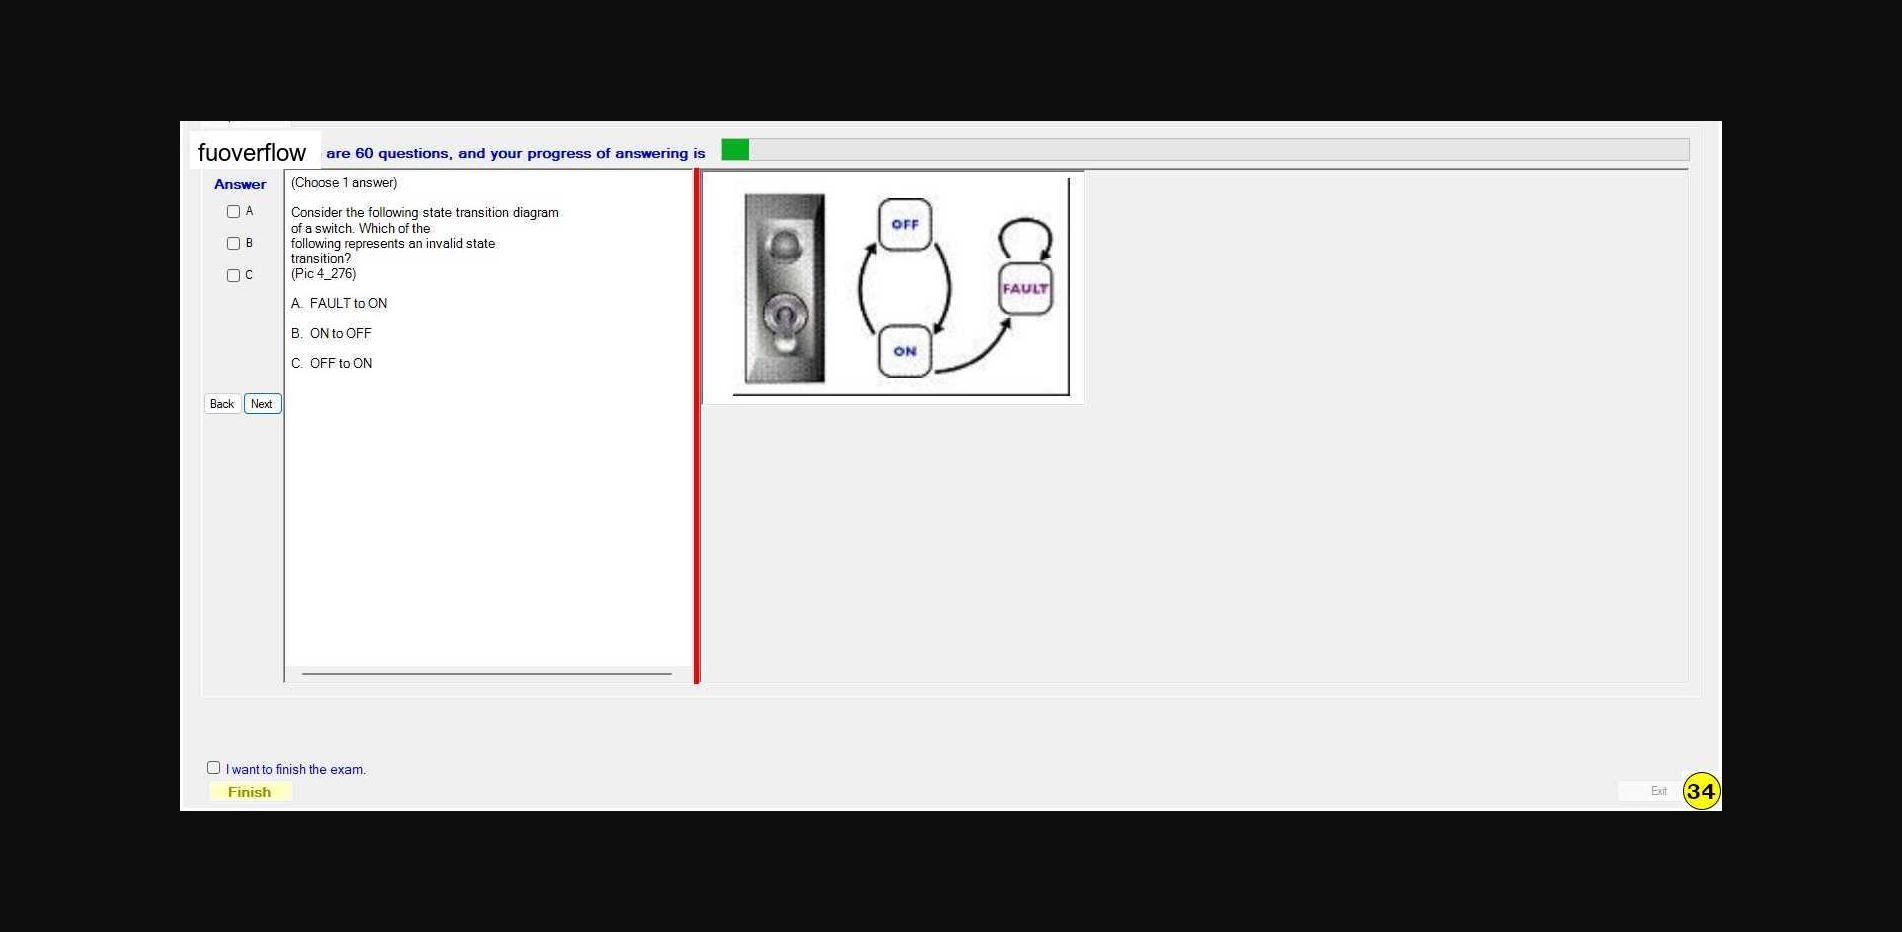 fuoverflow are 60 questions, and your progress of answering is
Answer
A
B
C
Back Next
(Choose 1 answer)
Consider the following state transition diagram
of a switch. Which of the
following represents an invalid state
transition?
(Pic 4_276)
A. FAULT to ON
B. ON to OFF
C. OFF to ON
OFF
FAULT
ON
I want to finish the exam.
Finish
Exit 34